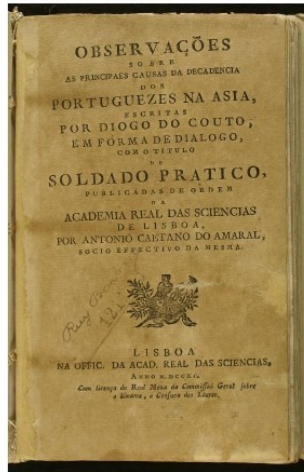 OBSERVAÇÕES
SOBRE
AS PRINCIPAES CAUSAS DA DECADENCIA
DOS
PORTUGUEZES NA ASIA,
ESCRITAS
POR DIOGO DO COUTO,
EM FÓRMA DE DIALOGO,
COM O TITULO
DE
SOLDADO PRATICO,
PUBLICADAS DE ORDEM
DA
ACADEMIA REAL DAS SCIENCIAS
DE LISBOA,
POR ANTONIO CAETANO DO AMARAL,
SOCIO EFFECTIVO DA MESMA.
LISBOA
NA OFFIC. DA ACAD. REAL DAS SCIENCIAS,
ANNO M.DCCXC.
Com licença da Real Meza da Commissaõ Geral sobre
o Exame, e Censura dos Livros.